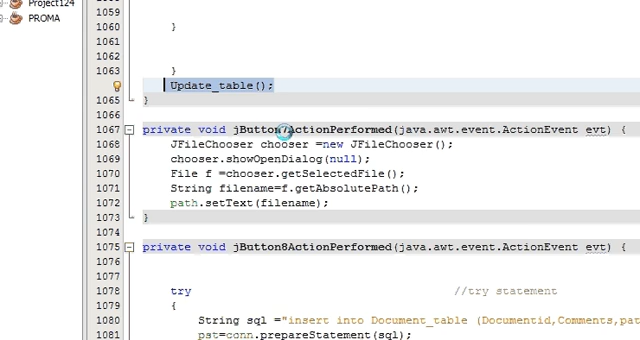 Project124
PROMA
1059
1060 }
1061
1062
1063 }
Update_table();
1065 }
1066
1067 private void jButton7ActionPerformed(java.awt.event.ActionEvent evt) {
1068 JFileChooser chooser =new JFileChooser();
1069 chooser.showOpenDialog(null);
1070 File f =chooser.getSelectedFile();
1071 String filename=f.getAbsolutePath();
1072 path.setText(filename);
1073 }
1074
1075 private void jButton8ActionPerformed(java.awt.event.ActionEvent evt) {
1076
1077
1078 try //try statement
1079 {
1080 String sql ="insert into Document_table (Documentid,Comments,pat
1081 pst=conn.prepareStatement(sql);